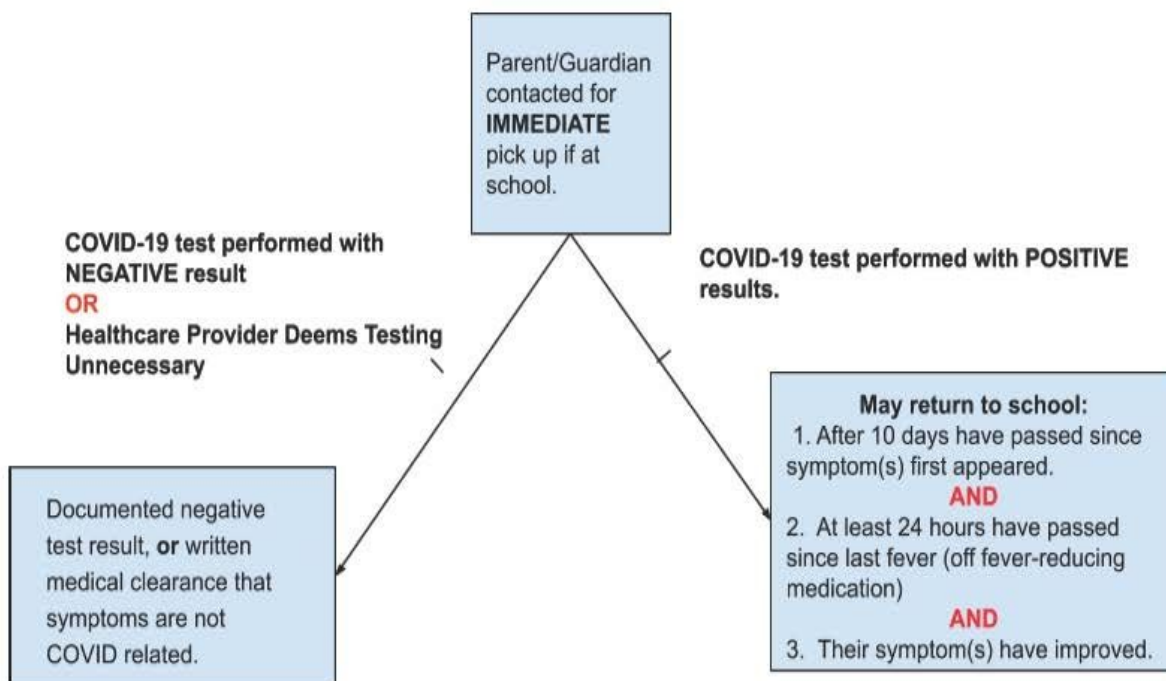 Parent/Guardian
contacted for
IMMEDIATE
pick up if at
school.
COVID-19 test performed with
NEGATIVE result
OR
Healthcare Provider Deems Testing
Unnecessary
COVID-19 test performed with POSITIVE
results.
Documented negative
test result, or written
medical clearance that
symptoms are not
COVID related.
May return to school:
1. After 10 days have passed since
symptom(s) first appeared.
AND
2. At least 24 hours have passed
since last fever (off fever-reducing
medication)
AND
3. Their symptom(s) have improved.